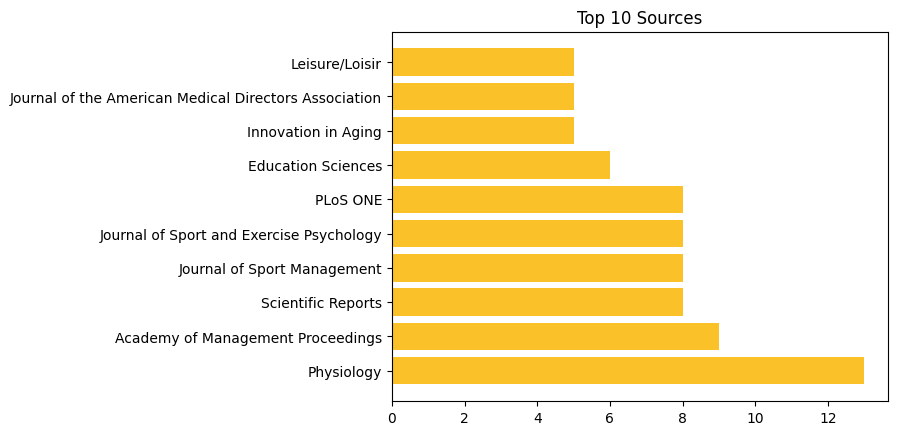 Top 10 Sources
Leisure/Loisir
Journal of the American Medical Directors Association
Innovation in Aging
Education Sciences
PLoS ONE
Journal of Sport and Exercise Psychology
Journal of Sport Management
Scientific Reports
Academy of Management Proceedings
Physiology
0 2 4 6 8 10 12